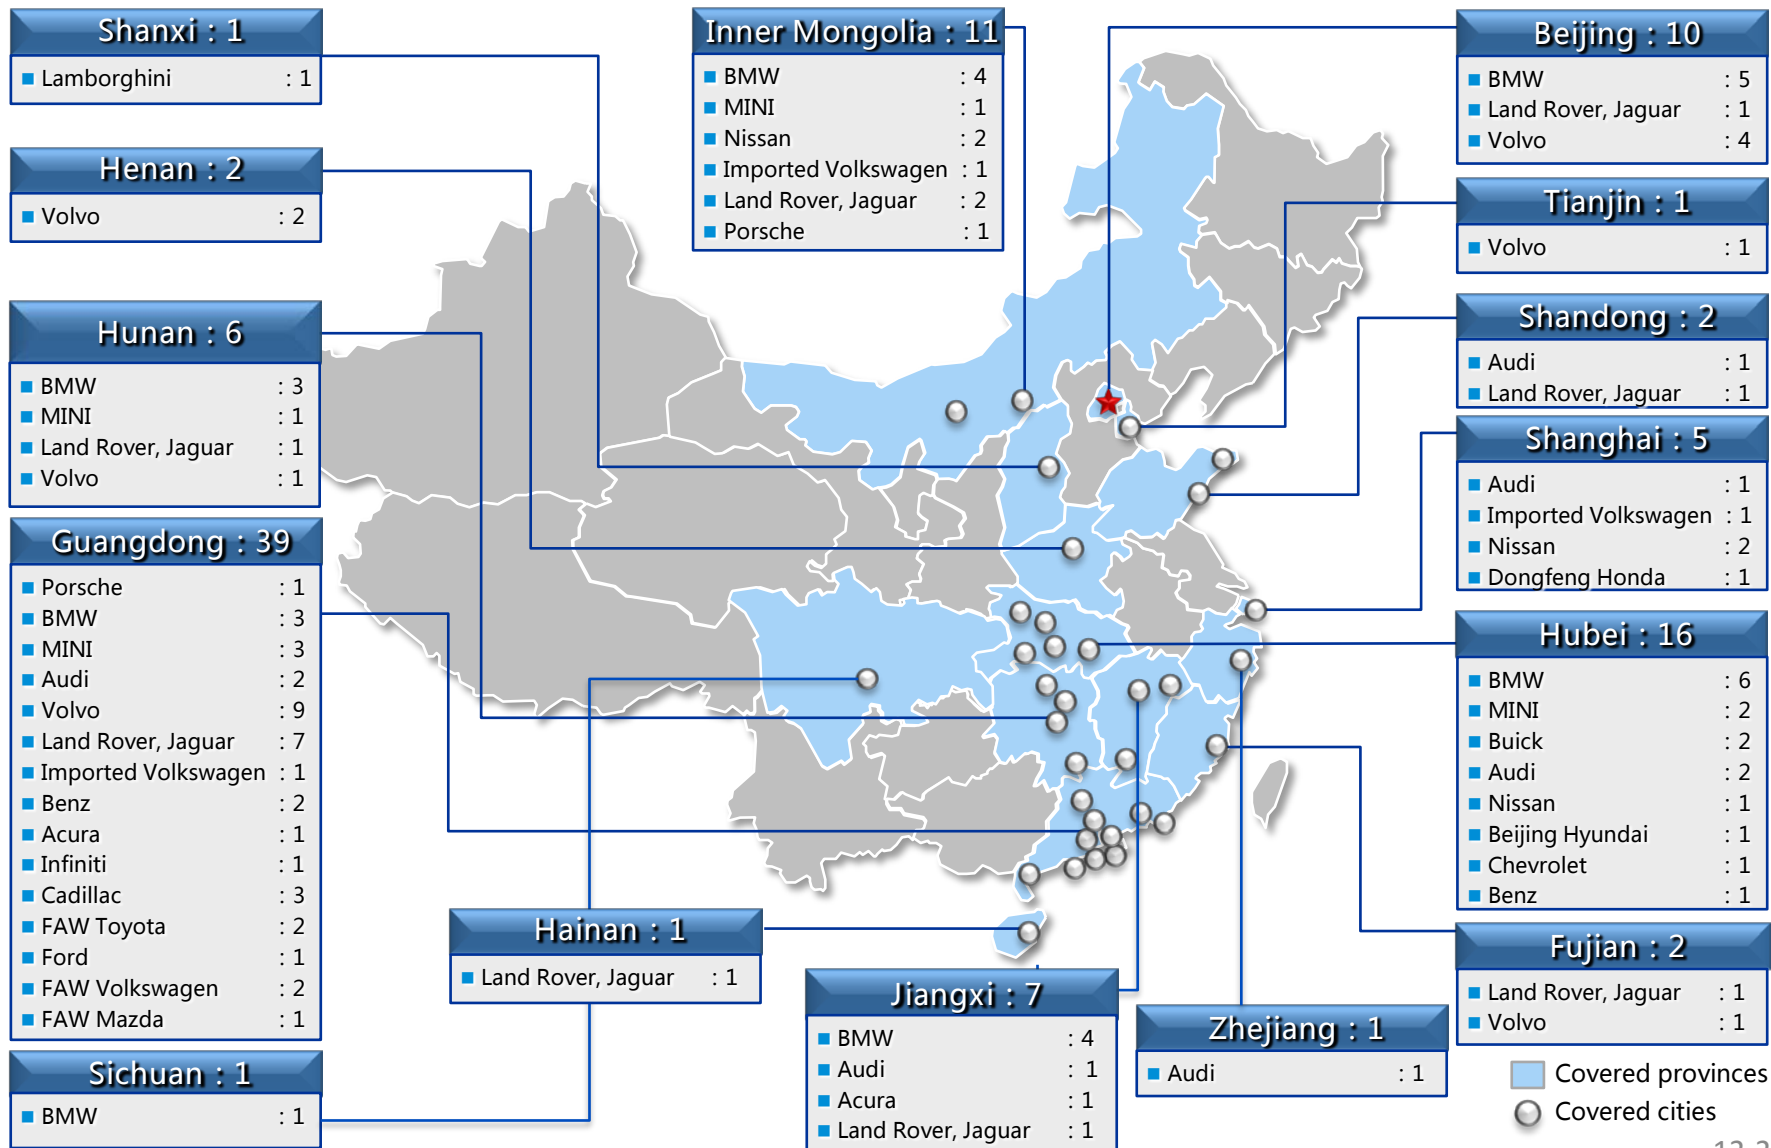 Shanxi : 1
Lamborghini : 1
Henan : 2
Volvo : 2
Hunan : 6
BMW : 3
MINI : 1
Land Rover, Jaguar : 1
Volvo : 1
Guangdong : 39
Porsche : 1
BMW : 3
MINI : 3
Audi : 2
Volvo : 9
Land Rover, Jaguar : 7
Imported Volkswagen : 1
Benz : 2
Acura : 1
Infiniti : 1
Cadillac : 3
FAW Toyota : 2
Ford : 1
FAW Volkswagen : 2
FAW Mazda : 1
Sichuan : 1
BMW : 1
Inner Mongolia : 11
BMW : 4
MINI : 1
Nissan : 2
Imported Volkswagen : 1
Land Rover, Jaguar : 2
Porsche : 1
Hainan : 1
Land Rover, Jaguar : 1
Jiangxi : 7
BMW : 4
Audi : 1
Acura : 1
Land Rover, Jaguar : 1
Zhejiang : 1
Audi : 1
Beijing : 10
BMW : 5
Land Rover, Jaguar : 1
Volvo : 4
Tianjin : 1
Volvo : 1
Shandong : 2
Audi : 1
Land Rover, Jaguar : 1
Shanghai : 5
Audi : 1
Imported Volkswagen : 1
Nissan : 2
Dongfeng Honda : 1
Hubei : 16
BMW : 6
MINI : 2
Buick : 2
Audi : 2
Nissan : 1
Beijing Hyundai : 1
Chevrolet : 1
Benz : 1
Fujian : 2
Land Rover, Jaguar : 1
Volvo : 1
Covered provinces
Covered cities